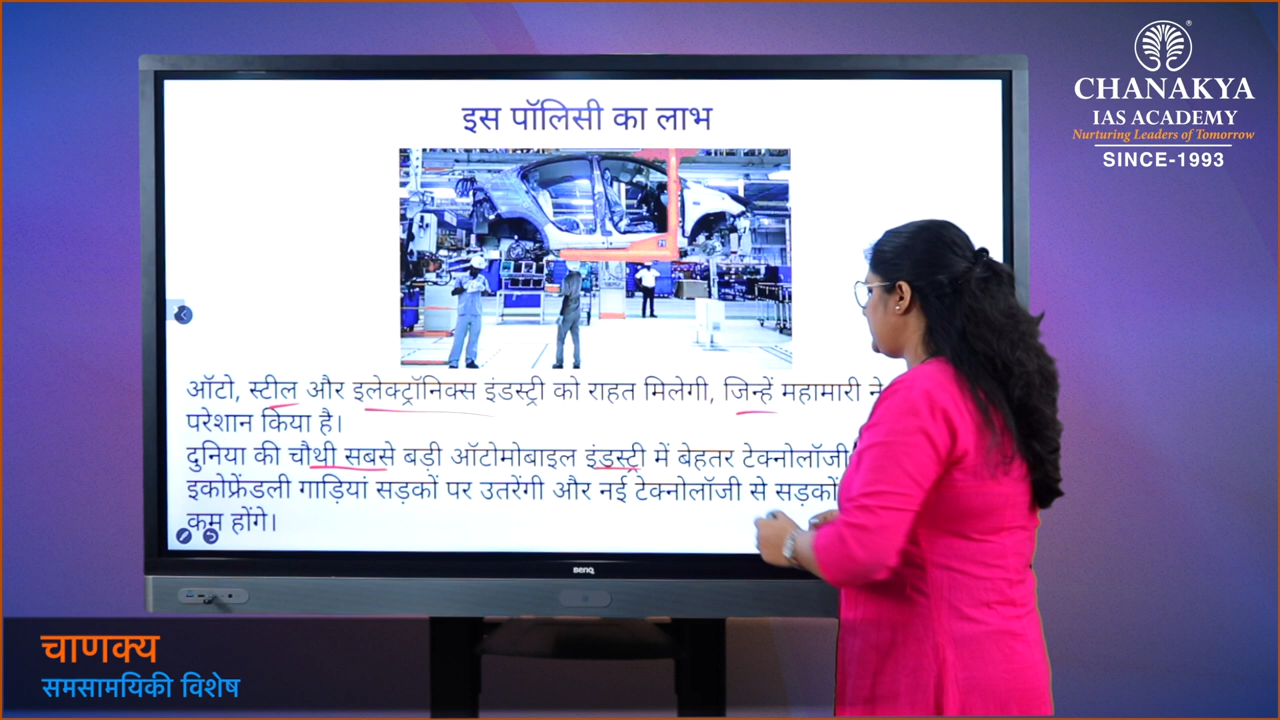 इस पॉलिसी का लाभ
ऑटो, स्टील और इलेक्ट्रॉनिक्स इंडस्ट्री को राहत मिलेगी, जिन्हें महामारी ने
परेशान किया है।
दुनिया की चौथी सबसे बड़ी ऑटोमोबाइल इंडस्ट्री में बेहतर टेक्नोलॉजी
इकोफ्रेंडली गाड़ियां सड़कों पर उतरेंगी और नई टेक्नोलॉजी से सड़कों
कम होंगे।
BenQ
CHANAKYA
IAS ACADEMY
Nurturing Leaders of Tomorrow
SINCE-1993
चाणक्य
समसामयिकी विशेष